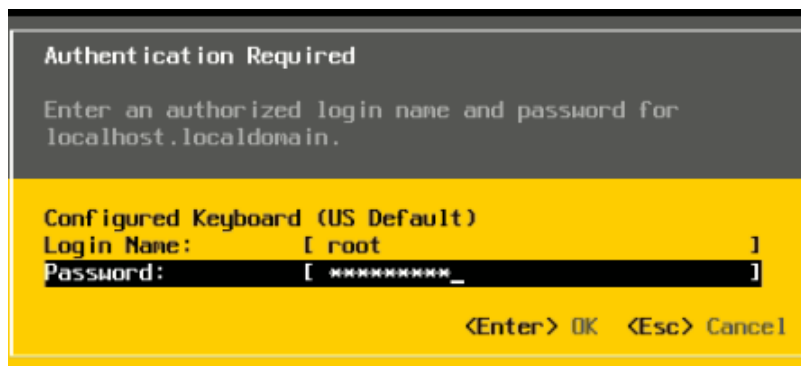 Authentication Required
Enter an authorized login name and password for
localhost.localdomain.
Configured Keyboard (US Default)
Login Name: [ root ]
Password: [ *********_ ]
<Enter> OK <Esc> Cancel